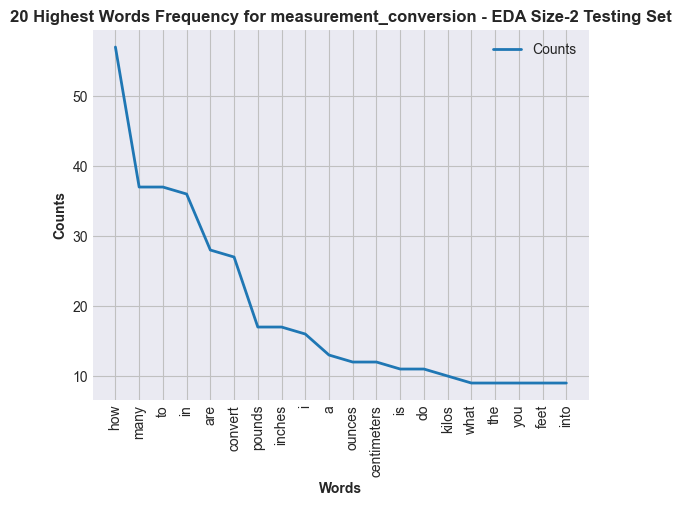 20 Highest Words Frequency for measurement_conversion - EDA Size-2 Testing Set
Counts
Counts
50
40
30
20
10
how
many
to
in
are
convert
pounds
inches
i
a
ounces
centimeters
is
do
kilos
what
the
you
feet
into
Words